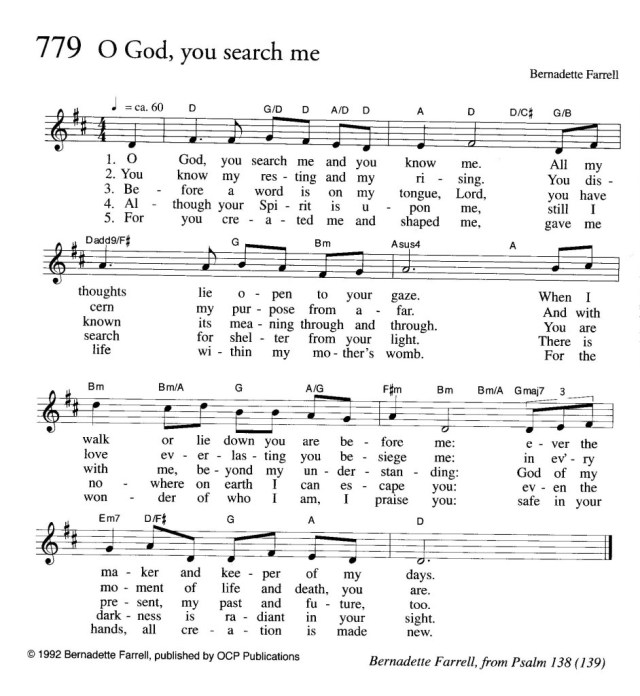 779 O God, you search me
Bernadette Farrell
♩ = ca. 60 D G/D D A/D D A D D/C♯ G/B
4 4
1. O God, you search me and you know me. All my
2. You know my res - ting and my ri - sing. You dis -
3. Be - fore a word is on my tongue, Lord, you have
4. Al - though your Spi - rit is u - pon me, still I
5. For you cre - a - ted me and shaped me, gave me
Dadd9/F♯ G Bm Asus4 A
thoughts lie o - pen to your gaze. When I
cern my pur - pose from a - far. And with
known its mea - ning through and through. You are
search for shel - ter from your light. There is
life wi - thin my mo - ther's womb. For the
Bm Bm/A G A/G F♯m Bm Bm/A Gmaj7 3
walk or lie down you are be - fore me: e - ver the
love ev - er - las - ting you be - siege me: in ev' - ry
with me, be - yond my un - der - stan - ding: God of my
no - where on earth I can es - cape you: ev - en the
won - der of who I am, I praise you: safe in your
Em7 D/F♯ G A D
ma - ker and kee - per of my days.
mo - ment of life and death, you are.
pre - sent, my past and fu - ture, too.
dark - ness is ra - diant in your sight.
hands, all cre - a - tion is made new.
© 1992 Bernadette Farrell, published by OCP Publications
Bernadette Farrell, from Psalm 138 (139)